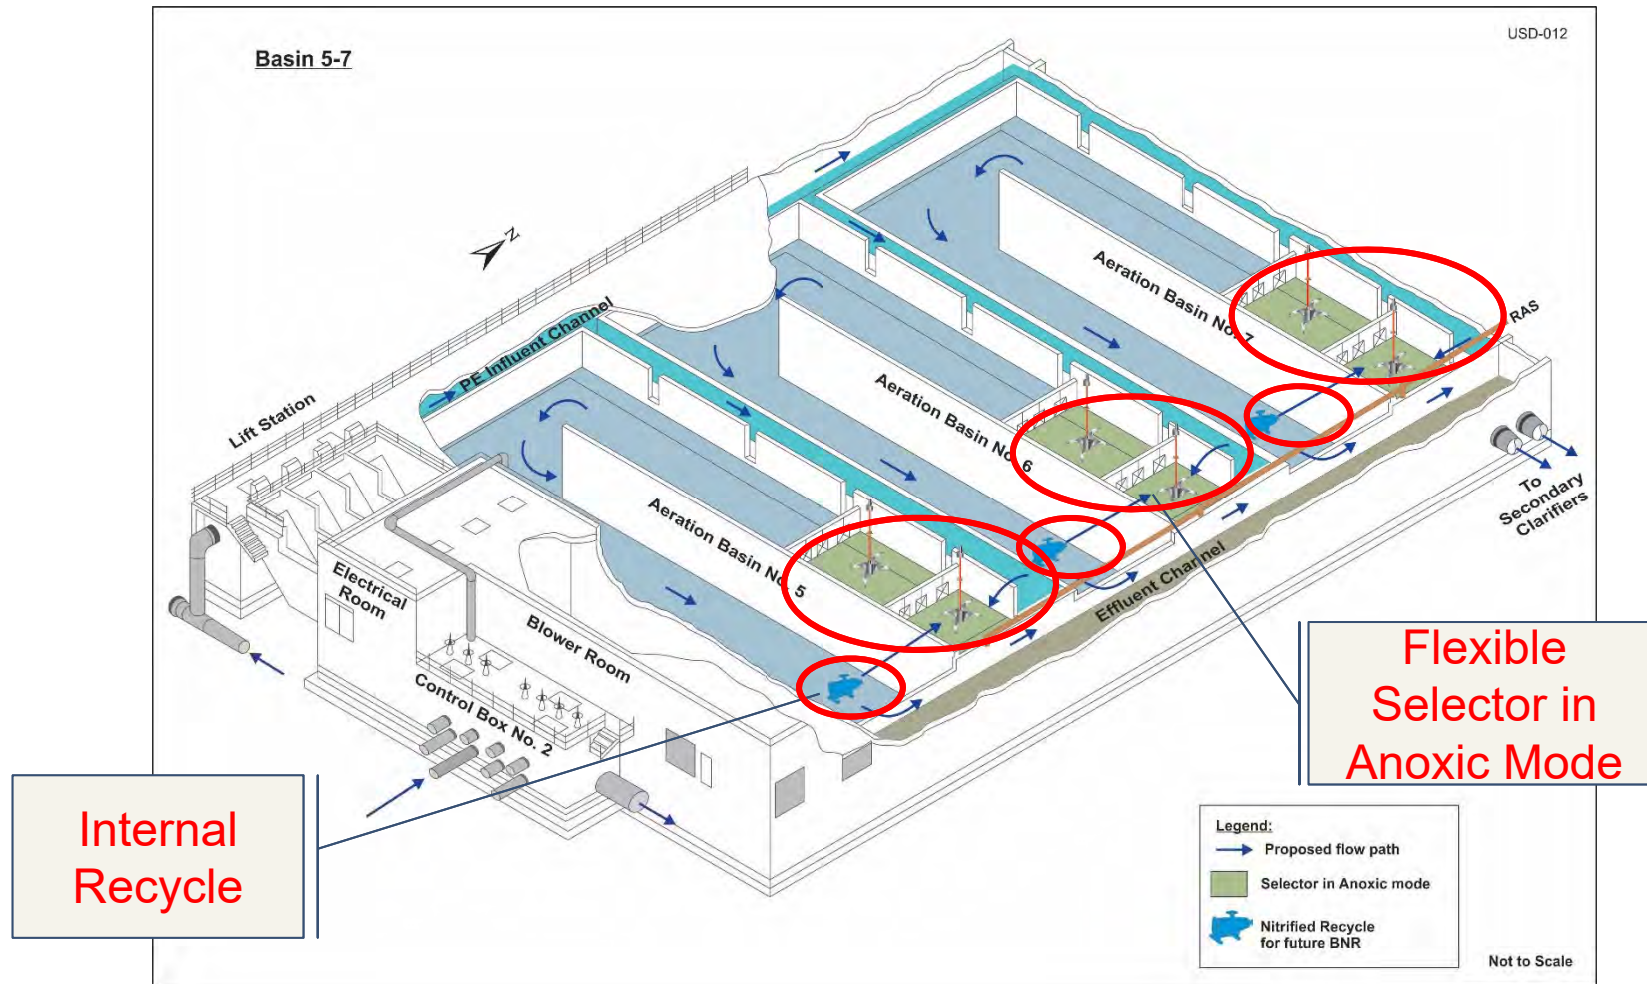 Basin 5-7
USD-012
N
Lift Station
PE Influent Channel
Aeration Basin No. 7
Aeration Basin No. 6
Aeration Basin No. 5
RAS
To
Secondary
Clarifiers
Effluent Channel
Electrical
Room
Blower Room
Control Box No. 2
Internal
Recycle
Flexible
Selector in
Anoxic Mode
Legend:
Proposed flow path
Selector in Anoxic mode
Nitrified Recycle
for future BNR
Not to Scale